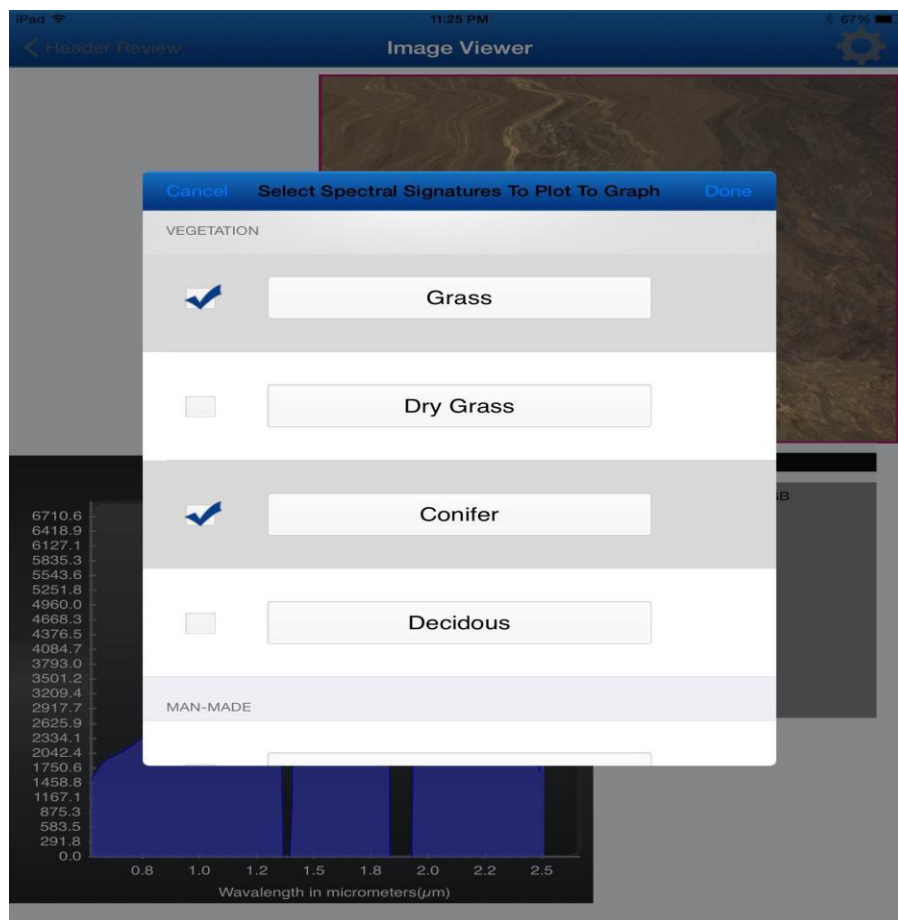 iPad
11:25 PM
67%
Header Review
Image Viewer
Cancel
Select Spectral Signatures To Plot To Graph
Done
VEGETATION
Grass
Dry Grass
Conifer
Decidous
MAN-MADE
6710.6
6418.9
6127.1
5835.3
5543.6
5251.8
4960.0
4668.3
4376.5
4084.7
3793.0
3501.2
3209.4
2917.7
2625.9
2334.1
2042.4
1750.6
1458.8
1167.1
875.3
583.5
291.8
0.0
0.8 1.0 1.2 1.5 1.8 2.0 2.2 2.5
Wavalength in micrometers(μm)